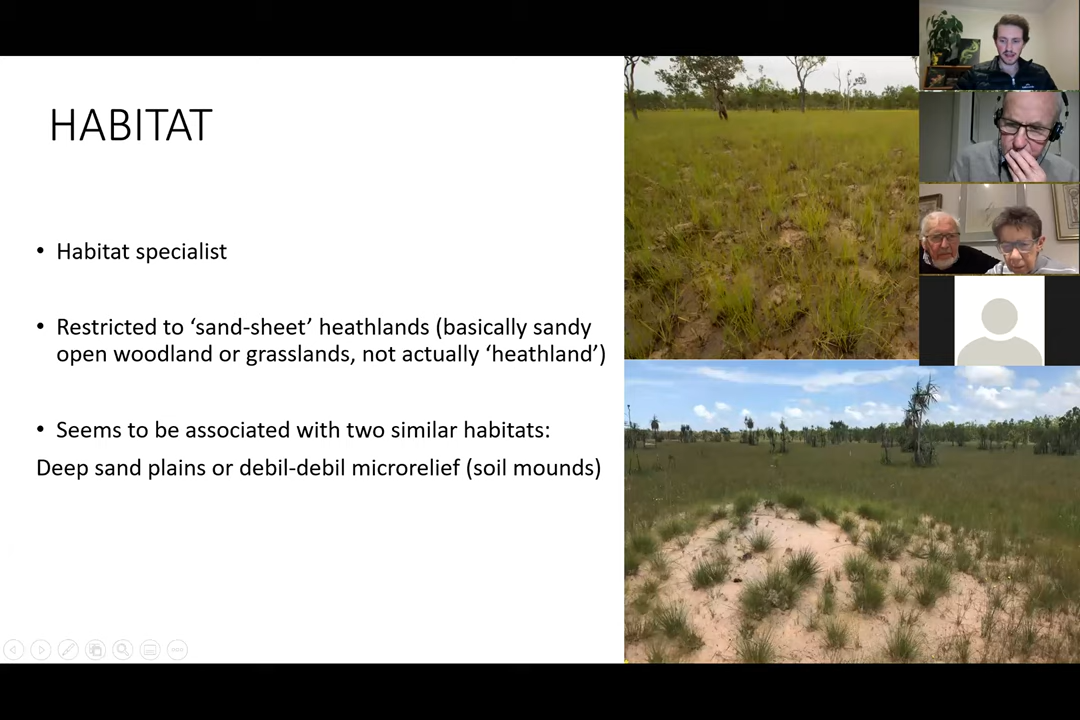 HABITAT
• Habitat specialist
• Restricted to ‘sand-sheet’ heathlands (basically sandy
open woodland or grasslands, not actually ‘heathland’)
• Seems to be associated with two similar habitats:
Deep sand plains or debil-debil microrelief (soil mounds)